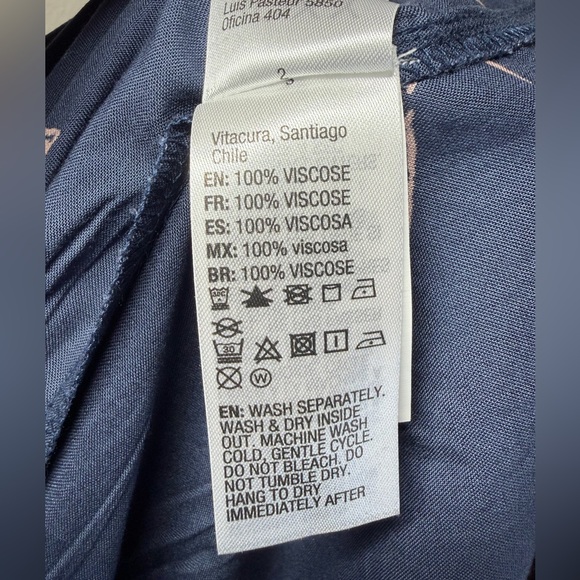 Luis Pasteur 5850
Oficina 404
Vitacura, Santiago
Chile
EN: 100% VISCOSE
FR: 100% VISCOSE
ES: 100% VISCOSA
MX: 100% viscosa
BR: 100% VISCOSE
30
EN: WASH SEPARATELY.
WASH & DRY INSIDE
OUT. MACHINE WASH
COLD, GENTLE CYCLE.
DO NOT BLEACH, DO
NOT TUMBLE DRY.
HANG TO DRY
IMMEDIATELY AFTER